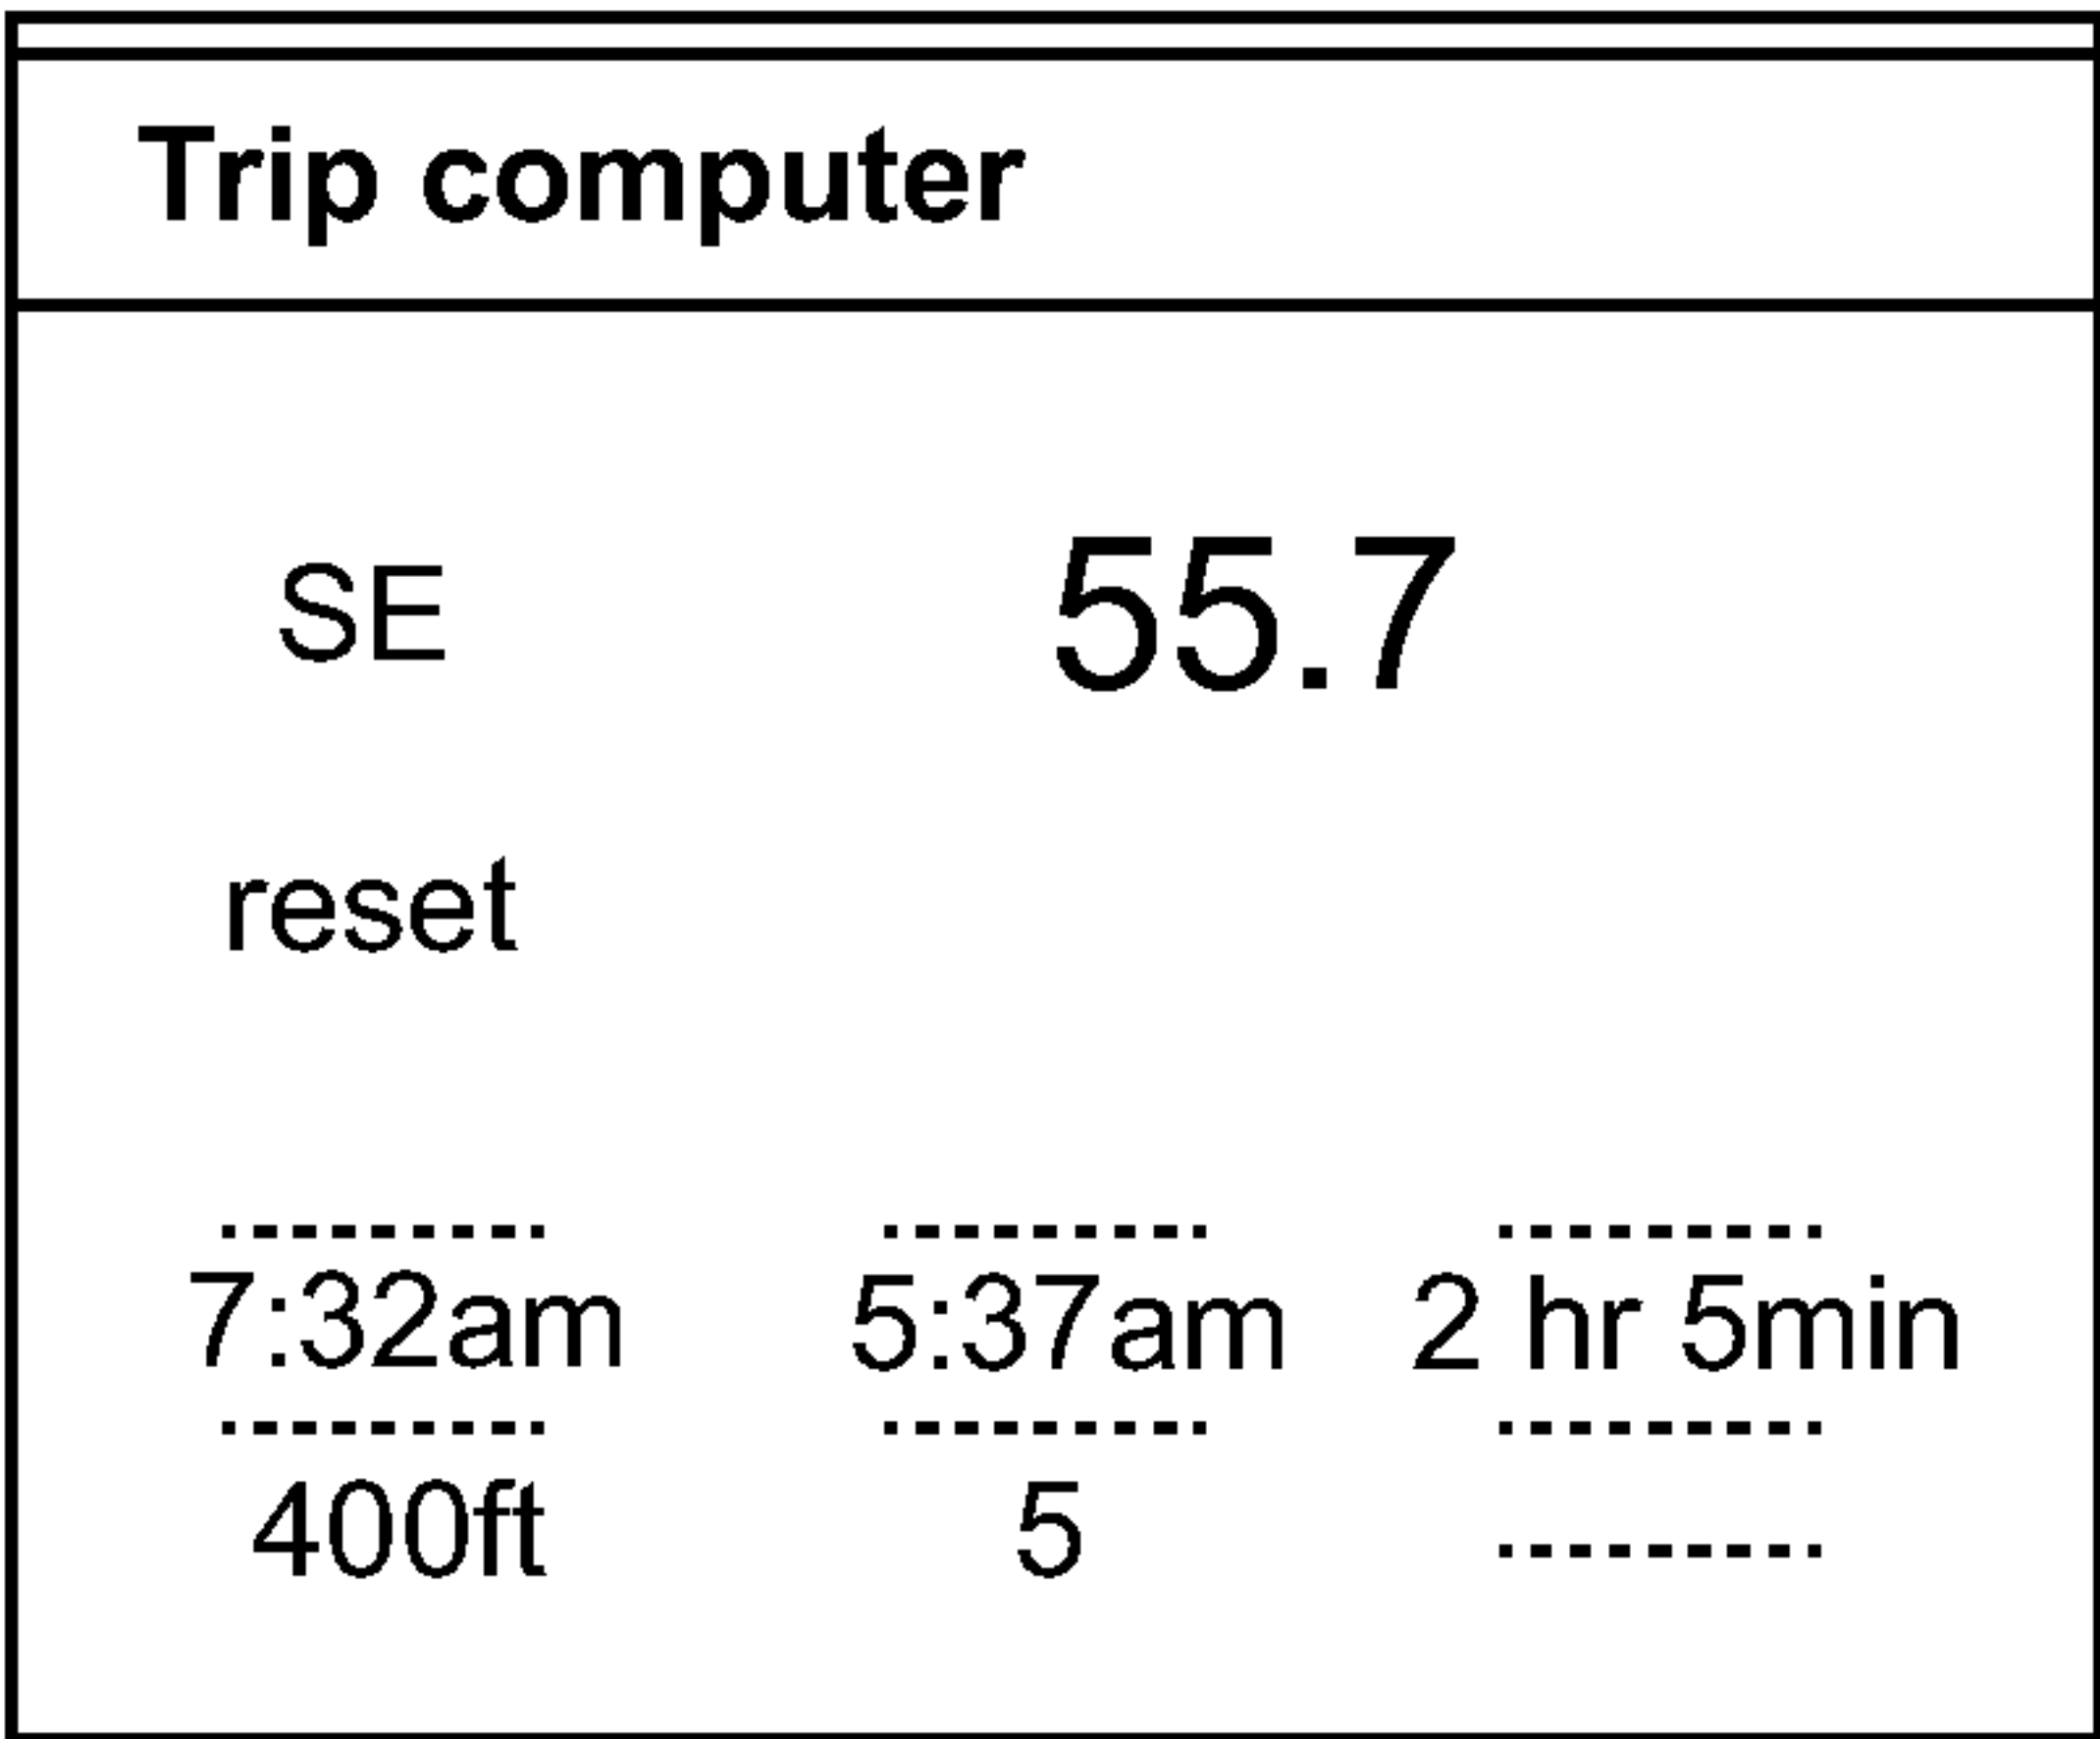 Trip computer
SE 55.7
reset
7:32am 5:37am 2 hr 5min
400ft 5 ---------